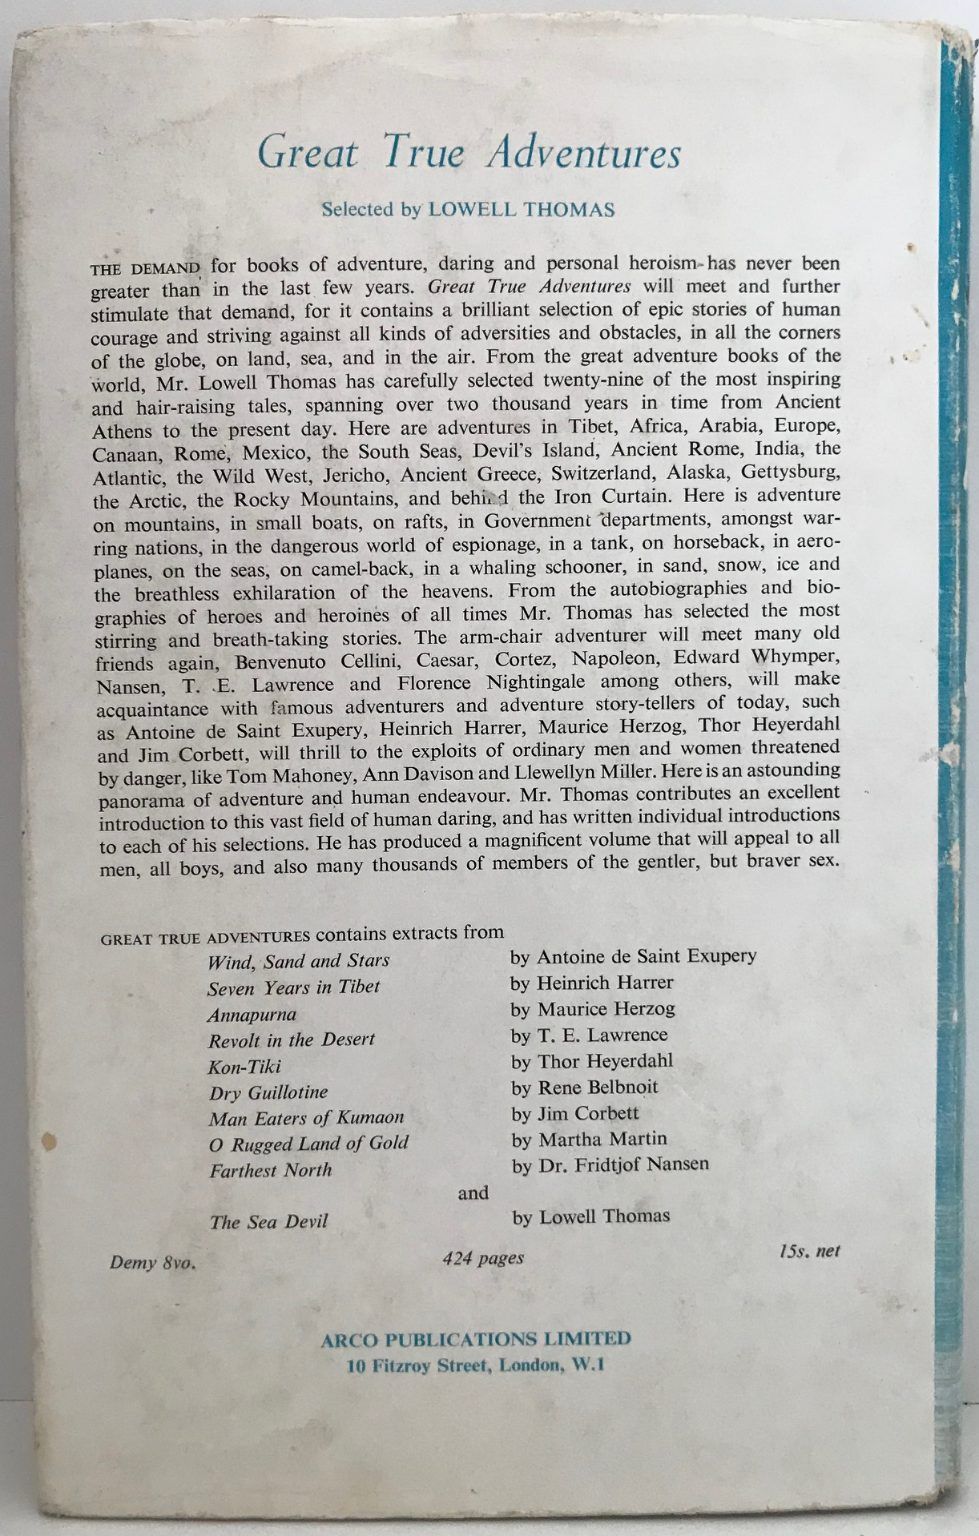 Great True Adventures
Selected by LOWELL THOMAS
THE DEMAND for books of adventure, daring and personal heroism has never been
greater than in the last few years. Great True Adventures will meet and further
stimulate that demand, for it contains a brilliant selection of epic stories of human
courage and striving against all kinds of adversities and obstacles, in all the corners
of the globe, on land, sea, and in the air. From the great adventure books of the
world, Mr. Lowell Thomas has carefully selected twenty-nine of the most inspiring
and hair-raising tales, spanning over two thousand years in time from Ancient
Athens to the present day. Here are adventures in Tibet, Africa, Arabia, Europe,
Canaan, Rome, Mexico, the South Seas, Devil's Island, Ancient Rome, India, the
Atlantic, the Wild West, Jericho, Ancient Greece, Switzerland, Alaska, Gettysburg,
the Arctic, the Rocky Mountains, and behind the Iron Curtain. Here is adventure
on mountains, in small boats, on rafts, in Government departments, amongst war-
ring nations, in the dangerous world of espionage, in a tank, on horseback, in aero-
planes, on the seas, on camel-back, in a whaling schooner, in sand, snow, ice and
the breathless exhilaration of the heavens. From the autobiographies and bio-
graphies of heroes and heroines of all times Mr. Thomas has selected the most
stirring and breath-taking stories. The arm-chair adventurer will meet many old
friends again, Benvenuto Cellini, Caesar, Cortez, Napoleon, Edward Whymper,
Nansen, T. E. Lawrence and Florence Nightingale among others, will make
acquaintance with famous adventurers and adventure story-tellers of today, such
as Antoine de Saint Exupery, Heinrich Harrer, Maurice Herzog, Thor Heyerdahl
and Jim Corbett, will thrill to the exploits of ordinary men and women threatened
by danger, like Tom Mahoney, Ann Davison and Llewellyn Miller. Here is an astounding
panorama of adventure and human endeavour. Mr. Thomas contributes an excellent
introduction to this vast field of human daring, and has written individual introductions
to each of his selections. He has produced a magnificent volume that will appeal to all
men, all boys, and also many thousands of members of the gentler, but braver sex.
GREAT TRUE ADVENTURES contains extracts from
Wind, Sand and Stars by Antoine de Saint Exupery
Seven Years in Tibet by Heinrich Harrer
Annapurna by Maurice Herzog
Revolt in the Desert by T. E. Lawrence
Kon-Tiki by Thor Heyerdahl
Dry Guillotine by Rene Belbnoit
Man Eaters of Kumaon by Jim Corbett
O Rugged Land of Gold by Martha Martin
Farthest North by Dr. Fridtjof Nansen
and
The Sea Devil by Lowell Thomas
Demy 8vo. 424 pages 15s. net
ARCO PUBLICATIONS LIMITED
10 Fitzroy Street, London, W.1